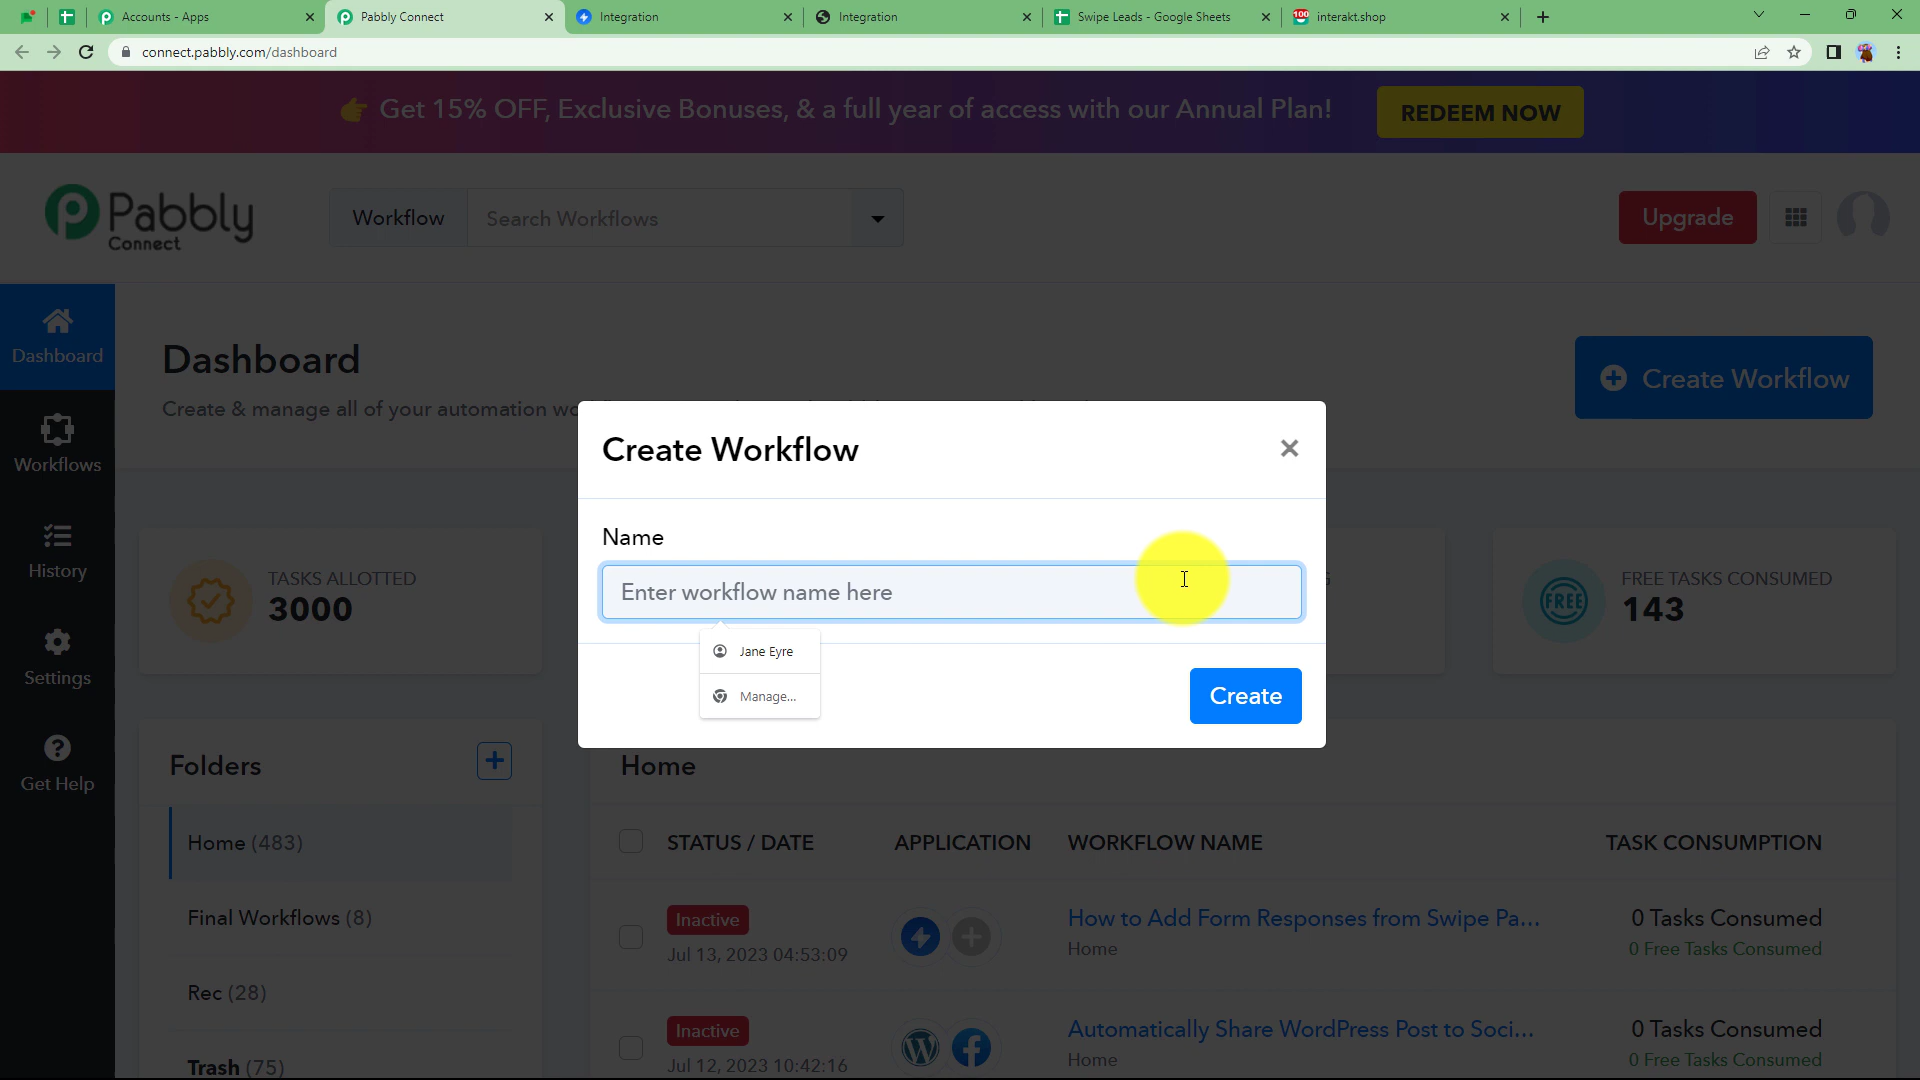 Accounts - Apps
Pabbly Connect
Integration
Integration
Swipe Leads - Google Sheets
100
interakt.shop
connect.pabbly.com/dashboard
👉 Get 15% OFF, Exclusive Bonuses, & a full year of access with our Annual Plan!
REDEEM NOW
Pabbly
Connect
Workflow
Search Workflows
Upgrade
Dashboard
Workflows
History
Settings
Get Help
Dashboard
Create & manage all of your automation wo
Create Workflow
Create Workflow
Name
Enter workflow name here
Jane Eyre
Manage...
Create
TASKS ALLOTTED
3000
FREE
FREE TASKS CONSUMED
143
Folders
Home (483)
Final Workflows (8)
Rec (28)
Trash (75)
Home
STATUS / DATE APPLICATION WORKFLOW NAME TASK CONSUMPTION
Inactive
Jul 13, 2023 04:53:09
How to Add Form Responses from Swipe Pa...
Home
0 Tasks Consumed
0 Free Tasks Consumed
Inactive
Jul 12, 2023 10:42:16
Automatically Share WordPress Post to Soci...
Home
0 Tasks Consumed
0 Free Tasks Consumed